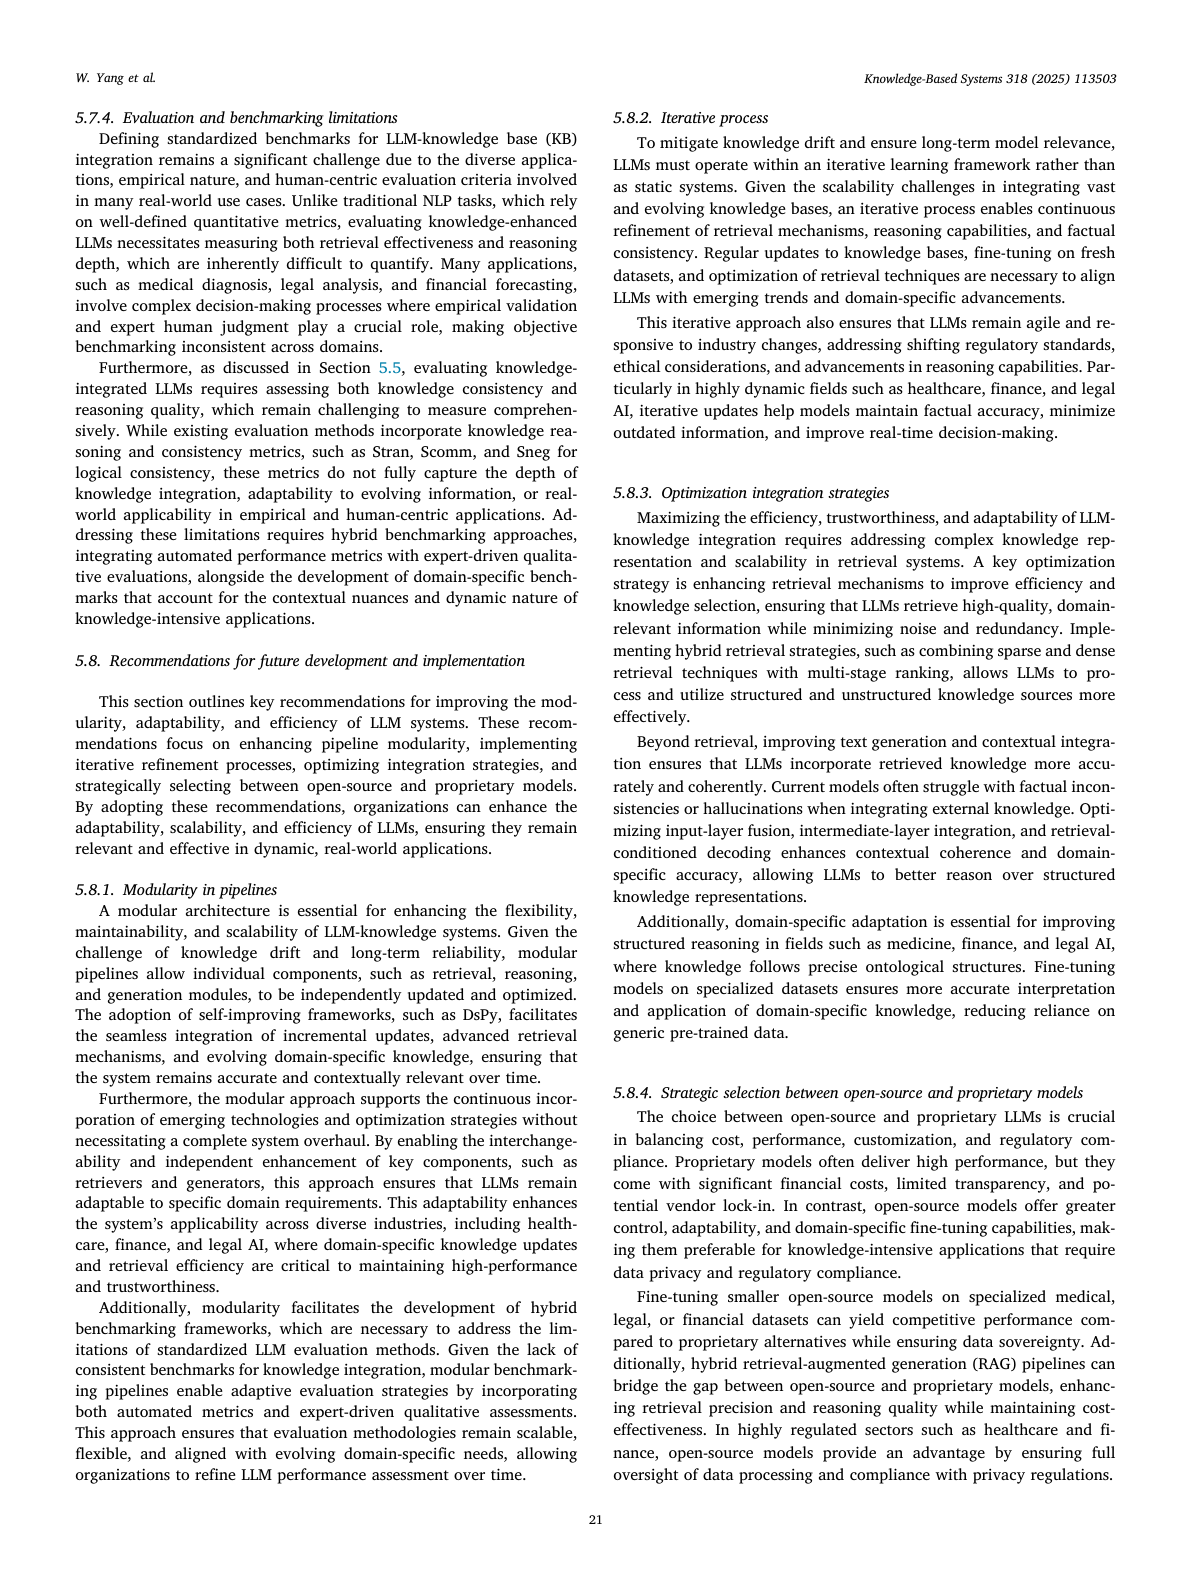 W. Yang et al.
Knowledge-Based Systems 318 (2025) 113503
5.7.4. Evaluation and benchmarking limitations
Defining standardized benchmarks for LLM-knowledge base (KB)
integration remains a significant challenge due to the diverse applica-
tions, empirical nature, and human-centric evaluation criteria involved
in many real-world use cases. Unlike traditional NLP tasks, which rely
on well-defined quantitative metrics, evaluating knowledge-enhanced
LLMs necessitates measuring both retrieval effectiveness and reasoning
depth, which are inherently difficult to quantify. Many applications,
such as medical diagnosis, legal analysis, and financial forecasting,
involve complex decision-making processes where empirical validation
and expert human judgment play a crucial role, making objective
benchmarking inconsistent across domains.
Furthermore, as discussed in Section 5.5, evaluating knowledge-
integrated LLMs requires assessing both knowledge consistency and
reasoning quality, which remain challenging to measure comprehen-
sively. While existing evaluation methods incorporate knowledge rea-
soning and consistency metrics, such as Stran, Scomm, and Sneg for
logical consistency, these metrics do not fully capture the depth of
knowledge integration, adaptability to evolving information, or real-
world applicability in empirical and human-centric applications. Ad-
dressing these limitations requires hybrid benchmarking approaches,
integrating automated performance metrics with expert-driven qualita-
tive evaluations, alongside the development of domain-specific bench-
marks that account for the contextual nuances and dynamic nature of
knowledge-intensive applications.
5.8. Recommendations for future development and implementation
This section outlines key recommendations for improving the mod-
ularity, adaptability, and efficiency of LLM systems. These recom-
mendations focus on enhancing pipeline modularity, implementing
iterative refinement processes, optimizing integration strategies, and
strategically selecting between open-source and proprietary models.
By adopting these recommendations, organizations can enhance the
adaptability, scalability, and efficiency of LLMs, ensuring they remain
relevant and effective in dynamic, real-world applications.
5.8.1. Modularity in pipelines
A modular architecture is essential for enhancing the flexibility,
maintainability, and scalability of LLM-knowledge systems. Given the
challenge of knowledge drift and long-term reliability, modular
pipelines allow individual components, such as retrieval, reasoning,
and generation modules, to be independently updated and optimized.
The adoption of self-improving frameworks, such as DsPy, facilitates
the seamless integration of incremental updates, advanced retrieval
mechanisms, and evolving domain-specific knowledge, ensuring that
the system remains accurate and contextually relevant over time.
Furthermore, the modular approach supports the continuous incor-
poration of emerging technologies and optimization strategies without
necessitating a complete system overhaul. By enabling the interchange-
ability and independent enhancement of key components, such as
retrievers and generators, this approach ensures that LLMs remain
adaptable to specific domain requirements. This adaptability enhances
the system's applicability across diverse industries, including health-
care, finance, and legal AI, where domain-specific knowledge updates
and retrieval efficiency are critical to maintaining high-performance
and trustworthiness.
Additionally, modularity facilitates the development of hybrid
benchmarking frameworks, which are necessary to address the lim-
itations of standardized LLM evaluation methods. Given the lack of
consistent benchmarks for knowledge integration, modular benchmark-
ing pipelines enable adaptive evaluation strategies by incorporating
both automated metrics and expert-driven qualitative assessments.
This approach ensures that evaluation methodologies remain scalable,
flexible, and aligned with evolving domain-specific needs, allowing
organizations to refine LLM performance assessment over time.
5.8.2. Iterative process
To mitigate knowledge drift and ensure long-term model relevance,
LLMs must operate within an iterative learning framework rather than
as static systems. Given the scalability challenges in integrating vast
and evolving knowledge bases, an iterative process enables continuous
refinement of retrieval mechanisms, reasoning capabilities, and factual
consistency. Regular updates to knowledge bases, fine-tuning on fresh
datasets, and optimization of retrieval techniques are necessary to align
LLMs with emerging trends and domain-specific advancements.
This iterative approach also ensures that LLMs remain agile and re-
sponsive to industry changes, addressing shifting regulatory standards,
ethical considerations, and advancements in reasoning capabilities. Par-
ticularly in highly dynamic fields such as healthcare, finance, and legal
AI, iterative updates help models maintain factual accuracy, minimize
outdated information, and improve real-time decision-making.
5.8.3. Optimization integration strategies
Maximizing the efficiency, trustworthiness, and adaptability of LLM-
knowledge integration requires addressing complex knowledge rep-
resentation and scalability in retrieval systems. A key optimization
strategy is enhancing retrieval mechanisms to improve efficiency and
knowledge selection, ensuring that LLMs retrieve high-quality, domain-
relevant information while minimizing noise and redundancy. Imple-
menting hybrid retrieval strategies, such as combining sparse and dense
retrieval techniques with multi-stage ranking, allows LLMs to pro-
cess and utilize structured and unstructured knowledge sources more
effectively.
Beyond retrieval, improving text generation and contextual integra-
tion ensures that LLMs incorporate retrieved knowledge more accu-
rately and coherently. Current models often struggle with factual incon-
sistencies or hallucinations when integrating external knowledge. Opti-
mizing input-layer fusion, intermediate-layer integration, and retrieval-
conditioned decoding enhances contextual coherence and domain-
specific accuracy, allowing LLMs to better reason over structured
knowledge representations.
Additionally, domain-specific adaptation is essential for improving
structured reasoning in fields such as medicine, finance, and legal AI,
where knowledge follows precise ontological structures. Fine-tuning
models on specialized datasets ensures more accurate interpretation
and application of domain-specific knowledge, reducing reliance on
generic pre-trained data.
5.8.4. Strategic selection between open-source and proprietary models
The choice between open-source and proprietary LLMs is crucial
in balancing cost, performance, customization, and regulatory com-
pliance. Proprietary models often deliver high performance, but they
come with significant financial costs, limited transparency, and po-
tential vendor lock-in. In contrast, open-source models offer greater
control, adaptability, and domain-specific fine-tuning capabilities, mak-
ing them preferable for knowledge-intensive applications that require
data privacy and regulatory compliance.
Fine-tuning smaller open-source models on specialized medical,
legal, or financial datasets can yield competitive performance com-
pared to proprietary alternatives while ensuring data sovereignty. Ad-
ditionally, hybrid retrieval-augmented generation (RAG) pipelines can
bridge the gap between open-source and proprietary models, enhanc-
ing retrieval precision and reasoning quality while maintaining cost-
effectiveness. In highly regulated sectors such as healthcare and fi-
nance, open-source models provide an advantage by ensuring full
oversight of data processing and compliance with privacy regulations.
21